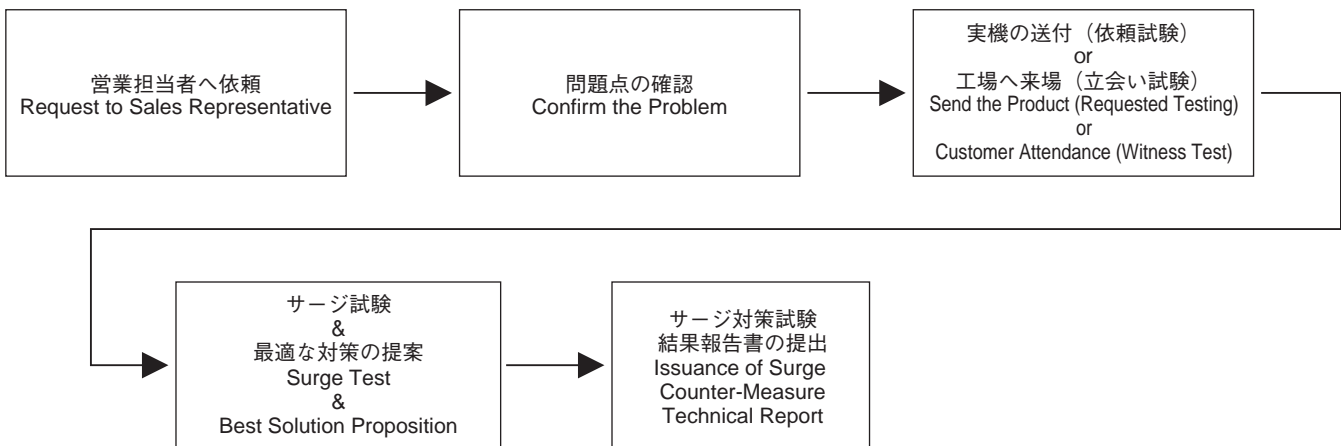 営業担当者へ依頼
Request to Sales Representative
問題点の確認
Confirm the Problem
実機の送付（依頼試験）
or
工場へ来場（立会い試験）
Send the Product (Requested Testing)
or
Customer Attendance (Witness Test)
サージ試験
&
最適な対策の提案
Surge Test
&
Best Solution Proposition
サージ対策試験
結果報告書の提出
Issuance of Surge
Counter-Measure
Technical Report